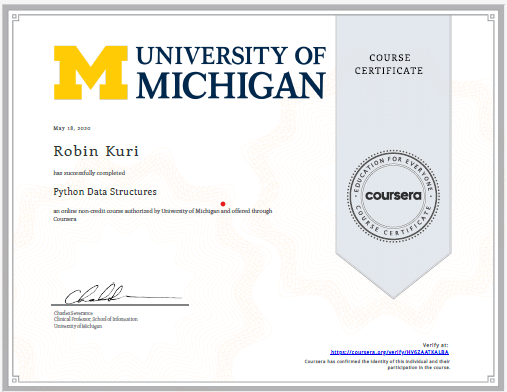 UNIVERSITY OF
MICHIGAN
COURSE
CERTIFICATE
May 18, 2020
Robin Kuri
has successfully completed
Python Data Structures
an online non-credit course authorized by University of Michigan and offered through
Coursera
EDUCATION FOR EVERYONE
coursera
COURSE CERTIFICATE
Charles Severance
Clinical Professor, School of Information
University of Michigan
Verify at:
https://coursera.org/verify/HV6ZAATXALBA
Coursera has confirmed the identity of this individual and their
participation in the course.